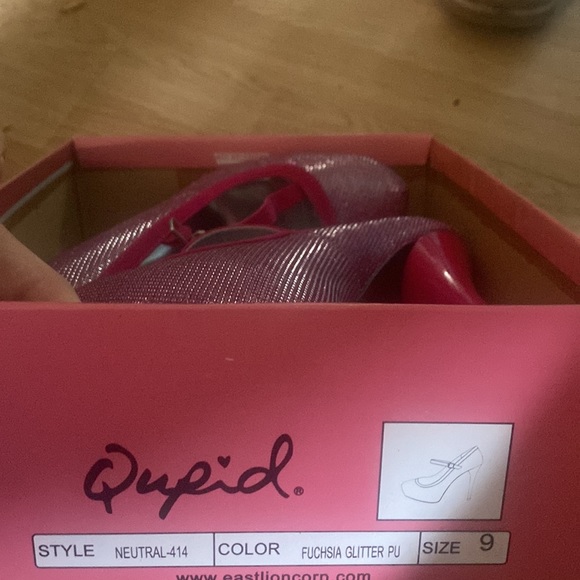 Qupid.®
STYLE NEUTRAL-414 COLOR FUCHSIA GLITTER PU SIZE 9
www.eastlioncorp.com